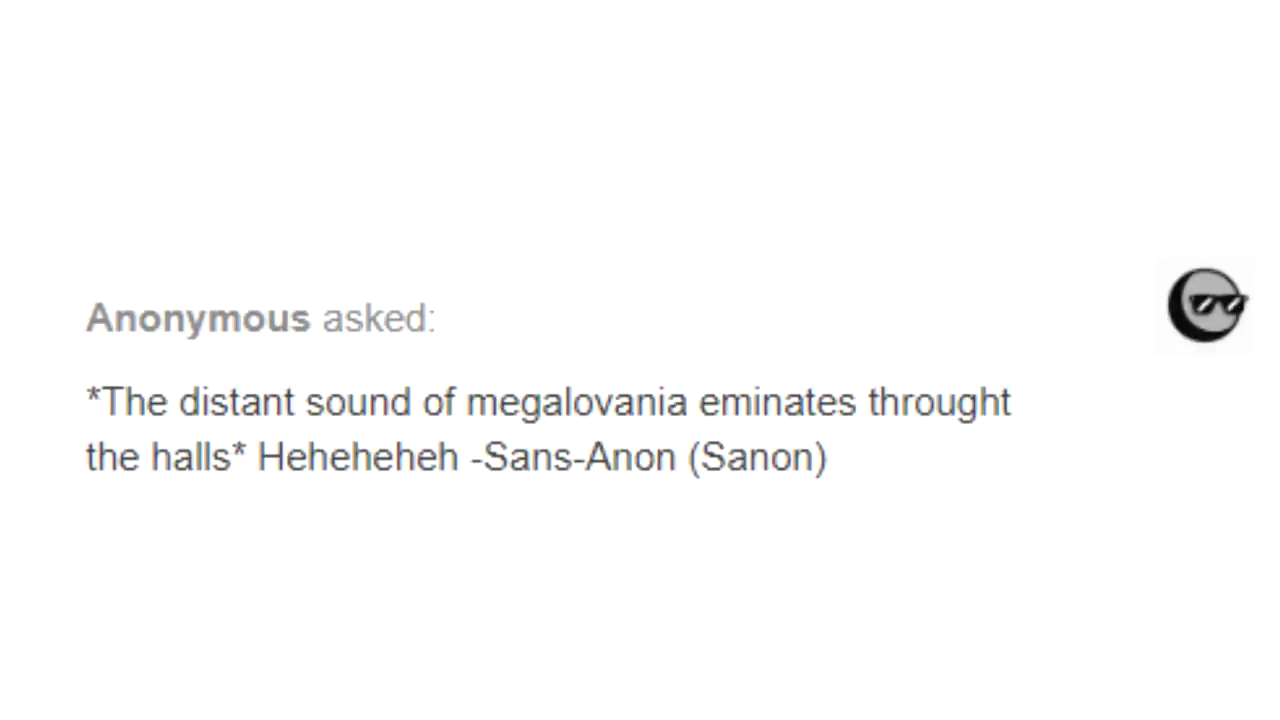 Anonymous asked:
*The distant sound of megalovania eminates throught
the halls* Heheheheh -Sans-Anon (Sanon)